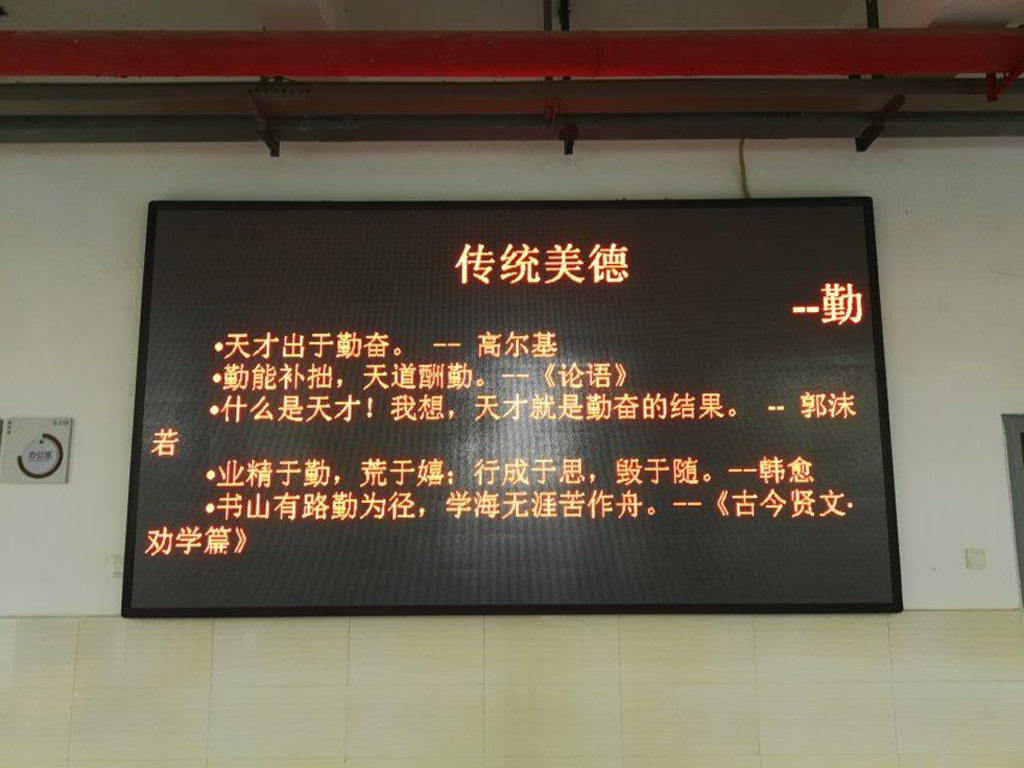 传统美德
--勤
•天才出于勤奋。 -- 高尔基
•勤能补拙，天道酬勤。--《论语》
•什么是天才！我想，天才就是勤奋的结果。 -- 郭沫
若
•业精于勤，荒于嬉；行成于思，毁于随。--韩愈
•书山有路勤为径，学海无涯苦作舟。--《古今贤文·
劝学篇》
办公室